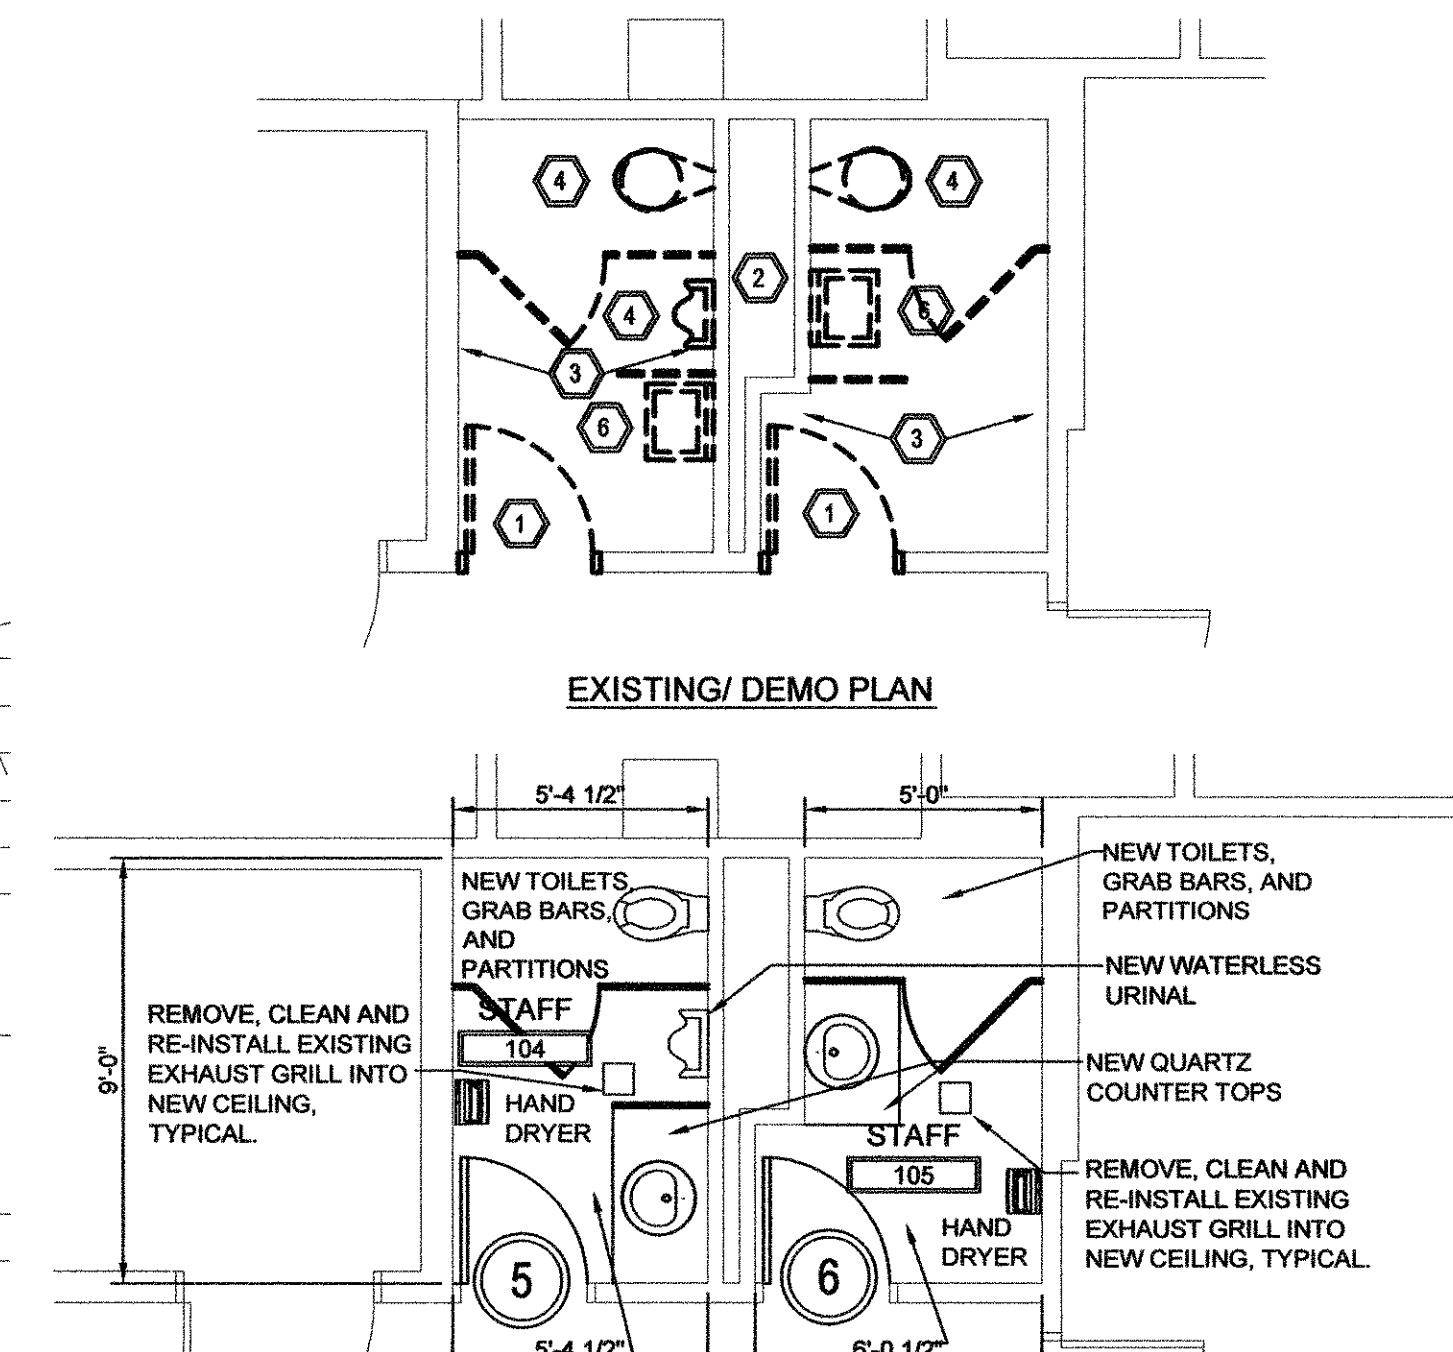 4
4
2
4
6
3
6
3
1
1
EXISTING/ DEMO PLAN
5'-4 1/2"
5'-0"
NEW TOILETS,
GRAB BARS,
AND
PARTITIONS
NEW TOILETS,
GRAB BARS, AND
PARTITIONS
NEW WATERLESS
URINAL
STAFF
104
REMOVE, CLEAN AND
RE-INSTALL EXISTING
EXHAUST GRILL INTO
NEW CEILING,
TYPICAL.
9'-0"
HAND
DRYER
NEW QUARTZ
COUNTER TOPS
STAFF
105
REMOVE, CLEAN AND
RE-INSTALL EXISTING
EXHAUST GRILL INTO
NEW CEILING, TYPICAL.
HAND
DRYER
5
6
5'-4 1/2"
6'-0 1/2"